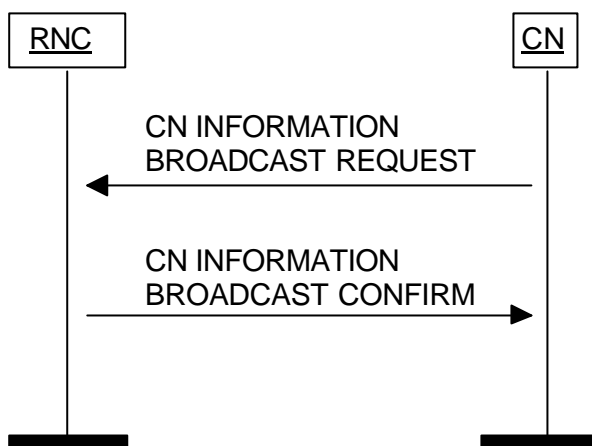 RNC
CN
CN INFORMATION
BROADCAST REQUEST
CN INFORMATION
BROADCAST CONFIRM